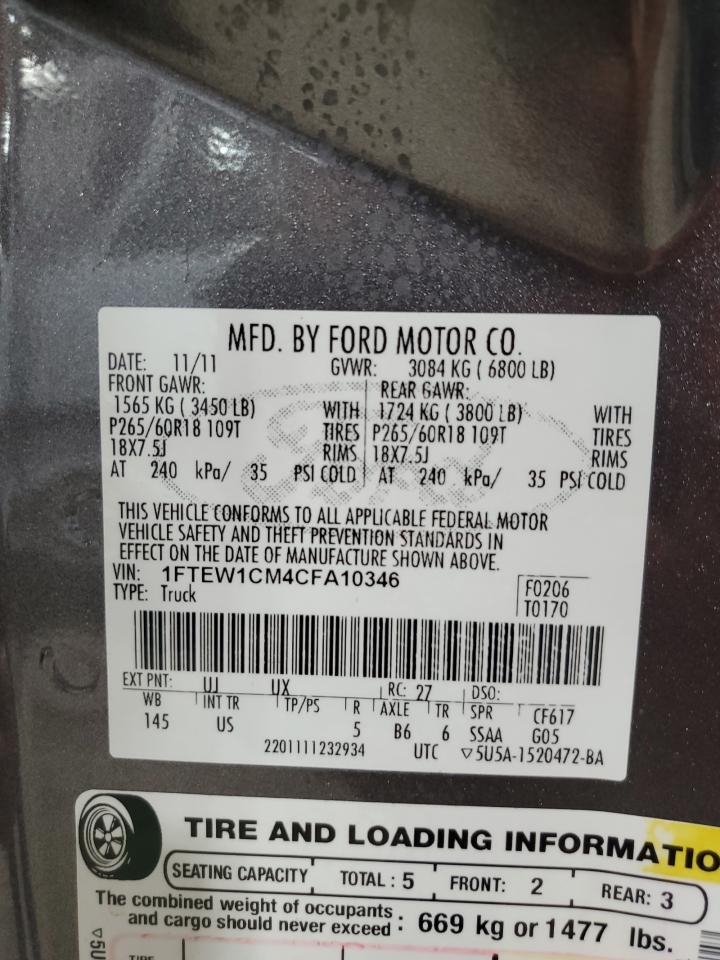 MFD. BY FORD MOTOR CO.
DATE: 11/11 GVWR: 3084 KG ( 6800 LB)
FRONT GAWR: REAR GAWR:
1565 KG ( 3450 LB) WITH 1724 KG ( 3800 LB) WITH
P265/60R18 109T TIRES P265/60R18 109T TIRES
18X7.5J RIMS 18X7.5J RIMS
AT 240 kPa/ 35 PSI COLD AT 240 kPa/ 35 PSI COLD
THIS VEHICLE CONFORMS TO ALL APPLICABLE FEDERAL MOTOR
VEHICLE SAFETY AND THEFT PREVENTION STANDARDS IN
EFFECT ON THE DATE OF MANUFACTURE SHOWN ABOVE.
VIN: 1FTEW1CM4CFA10346 F0206
TYPE: Truck T0170
EXT PNT: UJ UX RC: 27 DSO:
WB INT TR TP/PS R AXLE TR SPR CF617
145 US 5 B6 6 SSAA G05
2201111232934 UTC ▽5U5A-1520472-BA
TIRE AND LOADING INFORMATIO
SEATING CAPACITY TOTAL : 5 FRONT: 2 REAR: 3
The combined weight of occupants
and cargo should never exceed : 669 kg or 1477 lbs.
TIRE
▽5U